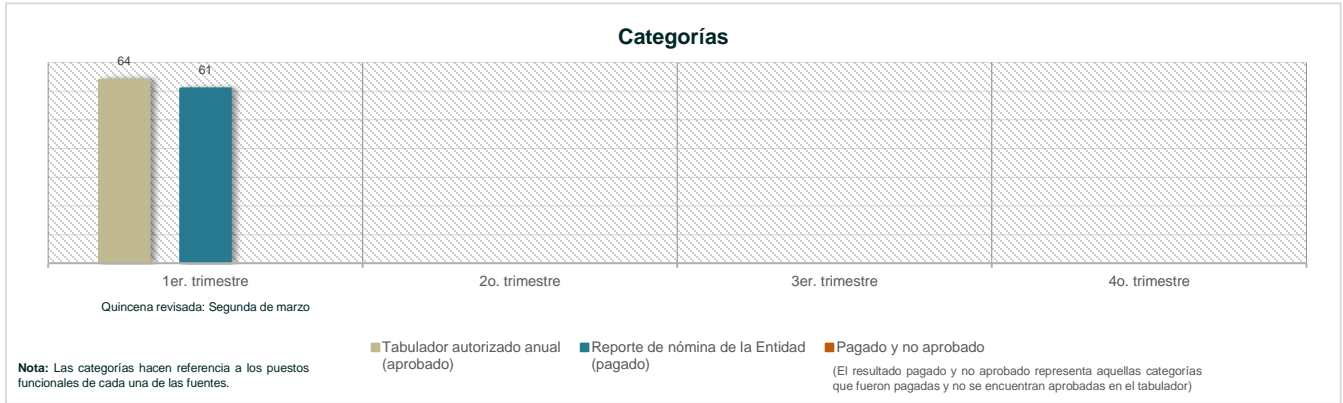 Categorías
64
61
1er. trimestre
2o. trimestre
3er. trimestre
4o. trimestre
Quincena revisada: Segunda de marzo
Tabulador autorizado anual
(aprobado)
Reporte de nómina de la Entidad
(pagado)
Pagado y no aprobado
(El resultado pagado y no aprobado representa aquellas categorías
que fueron pagadas y no se encuentran aprobadas en el tabulador)
Nota: Las categorías hacen referencia a los puestos
funcionales de cada una de las fuentes.